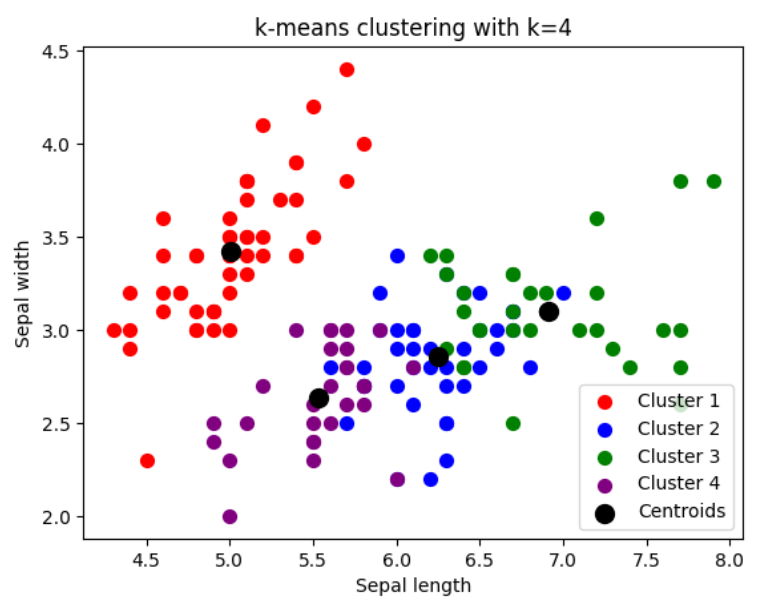 k-means clustering with k=4
4.5
4.0
3.5
3.0
2.5
2.0
Sepal width
4.5 5.0 5.5 6.0 6.5 7.0 7.5 8.0
Sepal length
Cluster 1
Cluster 2
Cluster 3
Cluster 4
Centroids